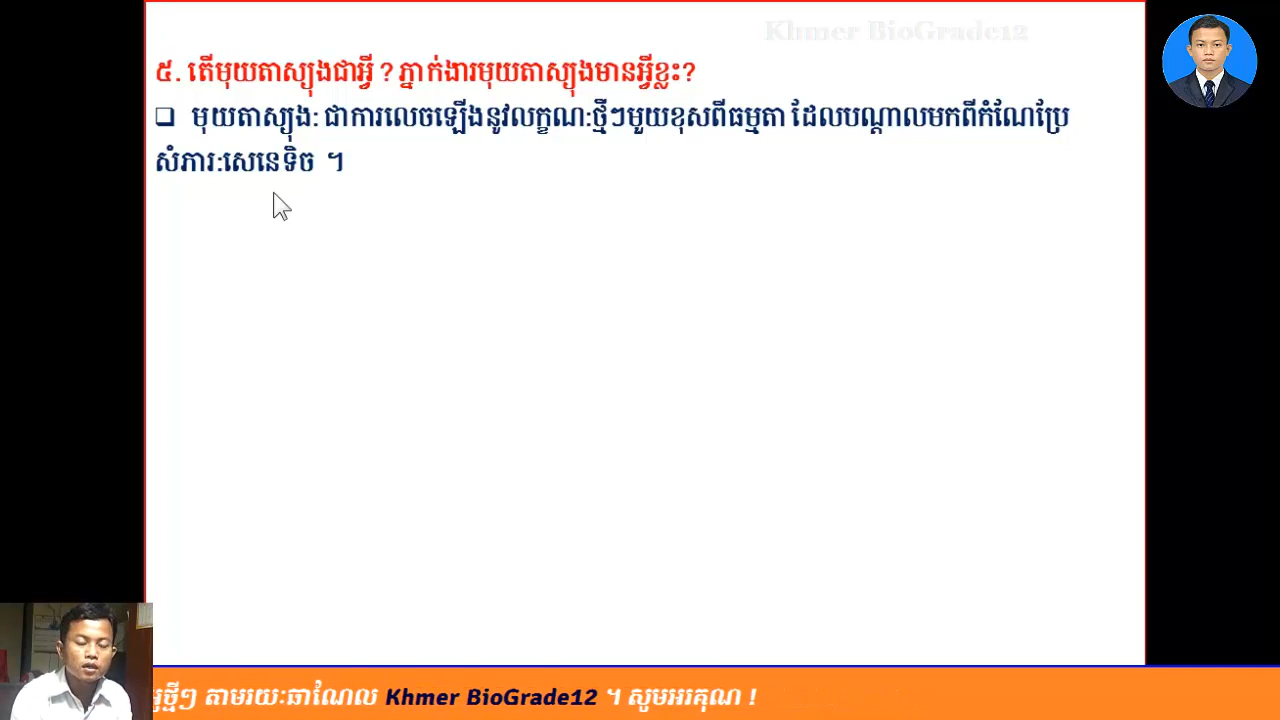 Khmer BioGrade12
៥. តើមុយតាស្យុងជាអ្វី ? ភ្នាក់ងារមុយតាស្យុងមានអ្វីខ្លះ?
❑ មុយតាស្យុង: ជាការលេចឡើងនូវលក្ខណ:ថ្មីៗមួយខុសពីធម្មតា ដែលបណ្ដាលមកពីកំណែប្រែ
សំភារ:សេនេទិច ។
ថ្មីៗ តាមរយ:ឆាណែល Khmer BioGrade12 ។ សូមអរគុណ !